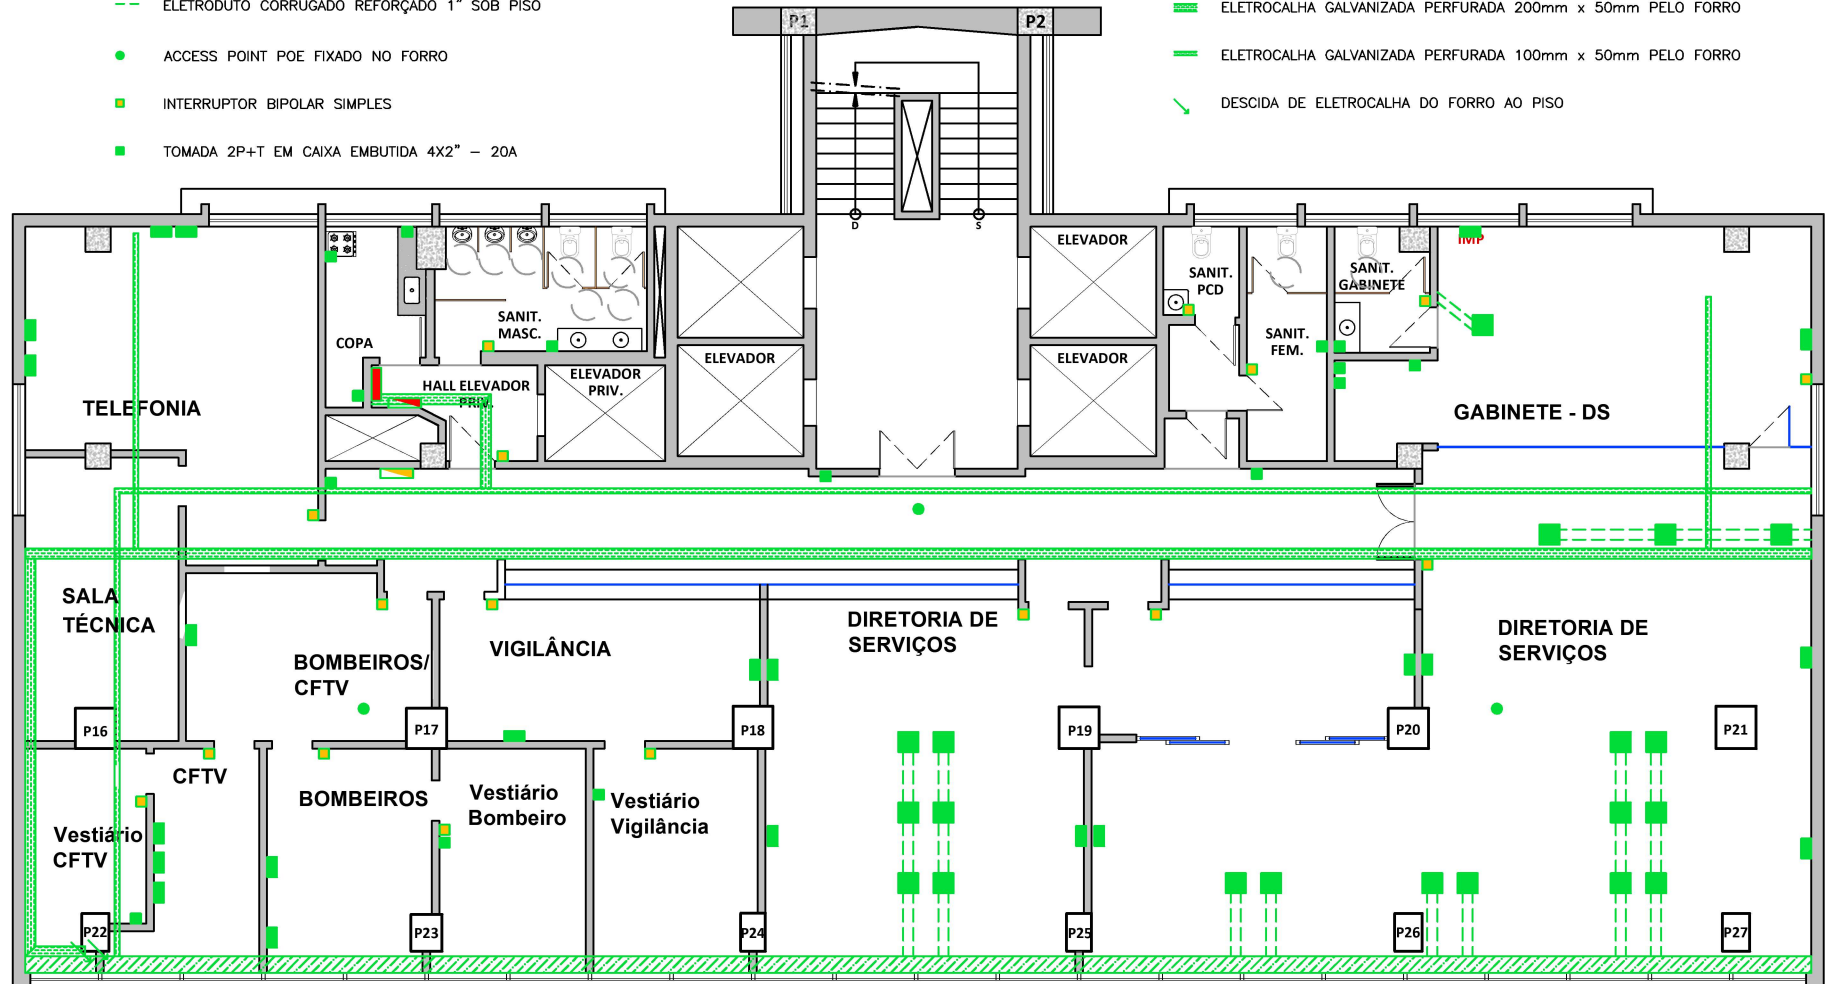 ELETRODUTO CORRUGADO REFORÇADO 1" SOB PISO
ACCESS POINT POE FIXADO NO FORRO
INTERRUPTOR BIPOLAR SIMPLES
TOMADA 2P+T EM CAIXA EMBUTIDA 4X2" – 20A
ELETROCALHA GALVANIZADA PERFURADA 200mm x 50mm PELO FORRO
ELETROCALHA GALVANIZADA PERFURADA 100mm x 50mm PELO FORRO
DESCIDA DE ELETROCALHA DO FORRO AO PISO
P1
P2
D
S
ELEVADOR
IMP
SANIT.
PCD
SANIT.
GABINETE
SANIT.
MASC.
COPA
SANIT.
FEM.
ELEVADOR
ELEVADOR
ELEVADOR
PRIV.
HALL ELEVADOR
PRIV.
TELEFONIA
GABINETE - DS
SALA
TÉCNICA
BOMBEIROS/
CFTV
VIGILÂNCIA
DIRETORIA DE
SERVIÇOS
DIRETORIA DE
SERVIÇOS
P16
P17
P18
P19
P20
P21
CFTV
BOMBEIROS
Vestiário
Bombeiro
Vestiário
Vigilância
Vestiário
CFTV
P22
P23
P24
P25
P26
P27